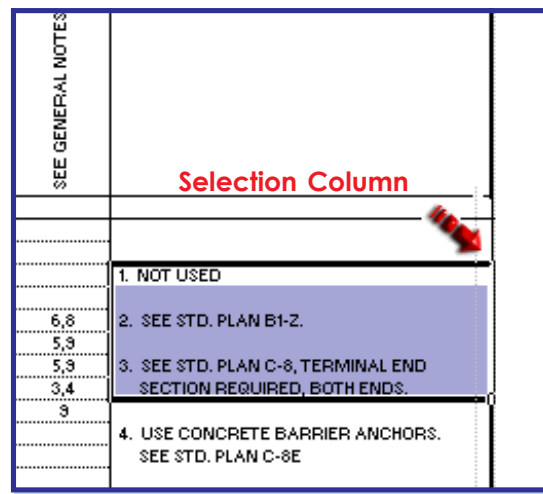 SEE GENERAL NOTES
Selection Column
1. NOT USED
6,8 2. SEE STD. PLAN B1-Z.
5,9
5,9 3. SEE STD. PLAN C-8, TERMINAL END
3,4 SECTION REQUIRED, BOTH ENDS.
9
4. USE CONCRETE BARRIER ANCHORS.
SEE STD. PLAN C-8E